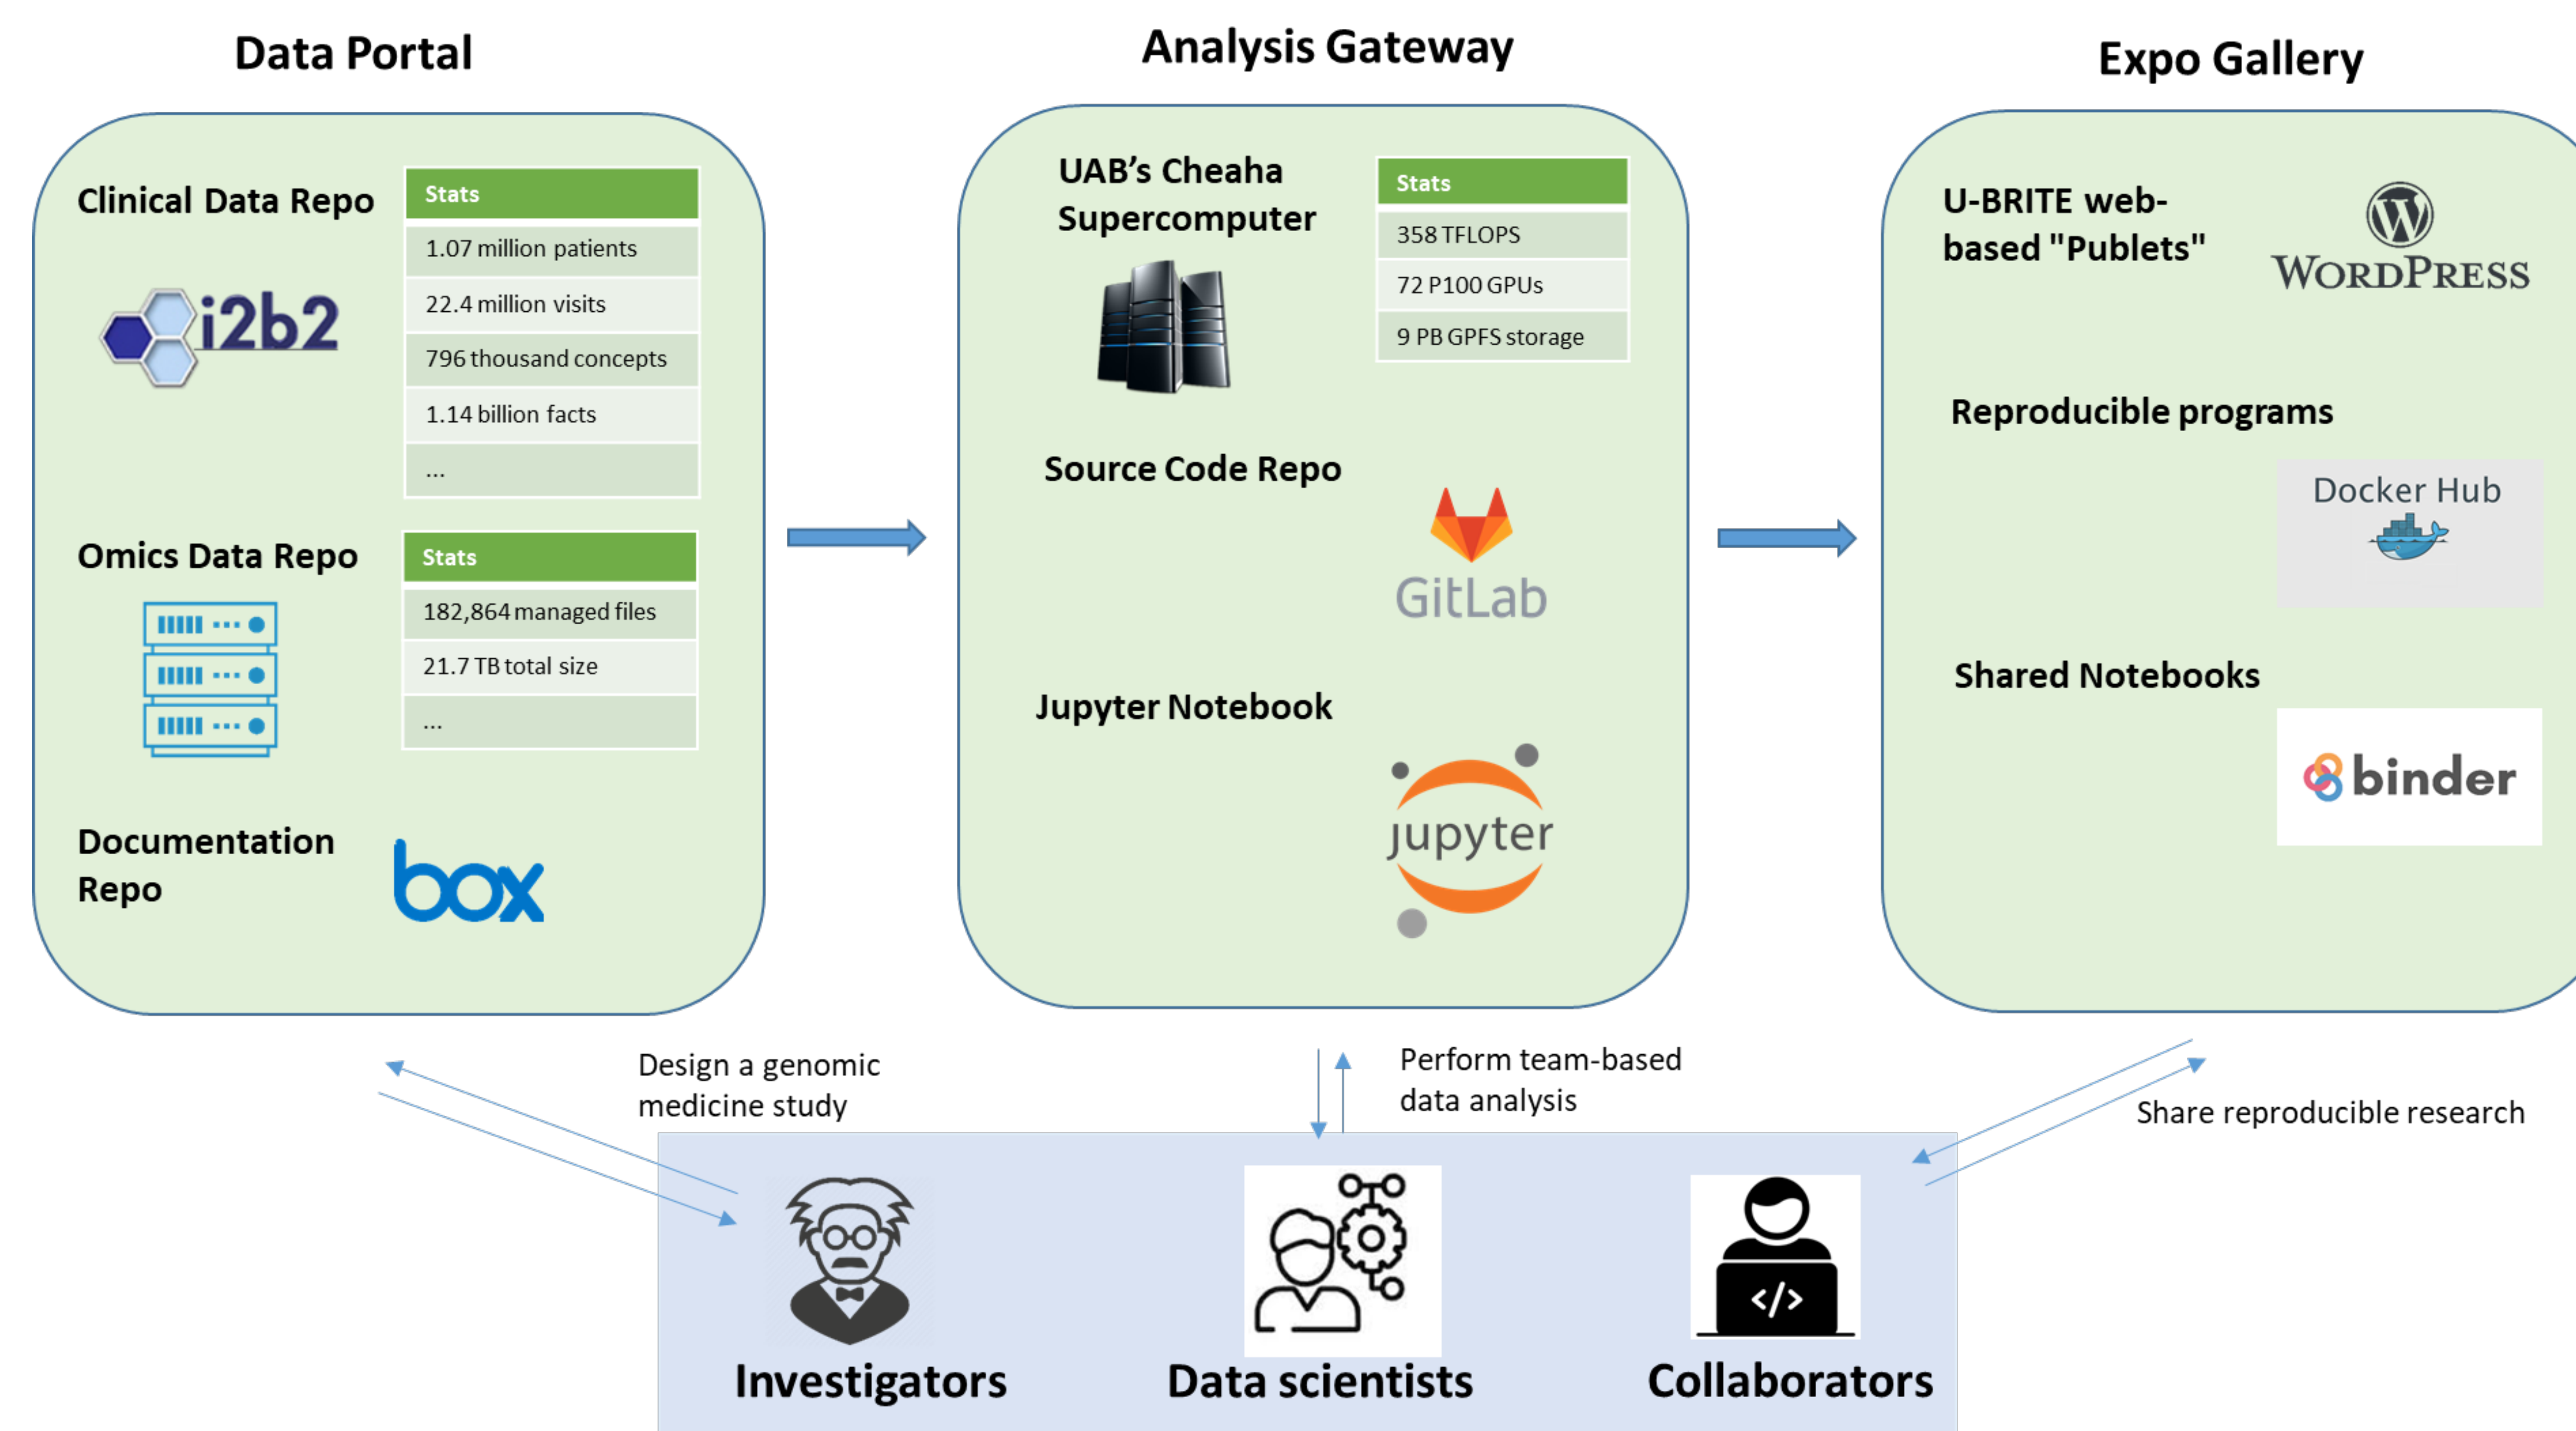 Data Portal
Clinical Data Repo
i2b2
Stats
1.07 million patients
22.4 million visits
796 thousand concepts
1.14 billion facts
...
Omics Data Repo
Stats
182,864 managed files
21.7 TB total size
...
Documentation
Repo
box
Analysis Gateway
UAB's Cheaha
Supercomputer
Stats
358 TFLOPS
72 P100 GPUs
9 PB GPFS storage
Source Code Repo
GitLab
Jupyter Notebook
jupyter
Expo Gallery
U-BRITE web-
based "Publets"
WORDPRESS
Reproducible programs
Docker Hub
Shared Notebooks
binder
Design a genomic
medicine study
Perform team-based
data analysis
Share reproducible research
</>
Investigators
Data scientists
Collaborators